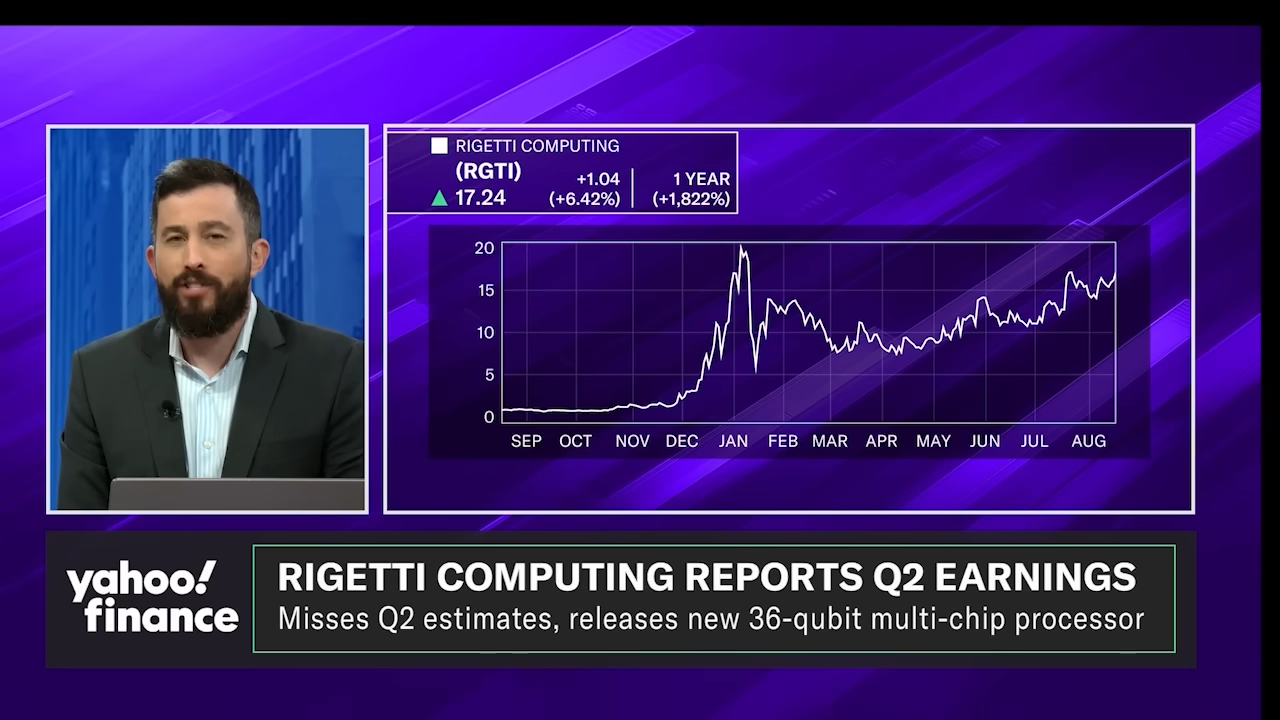 RIGETTI COMPUTING
(RGTI)
17.24
+1.04
(+6.42%)
1 YEAR
(+1,822%)
20
15
10
5
0
SEP OCT NOV DEC JAN FEB MAR APR MAY JUN JUL AUG
yahoo!
finance
RIGETTI COMPUTING REPORTS Q2 EARNINGS
Misses Q2 estimates, releases new 36-qubit multi-chip processor